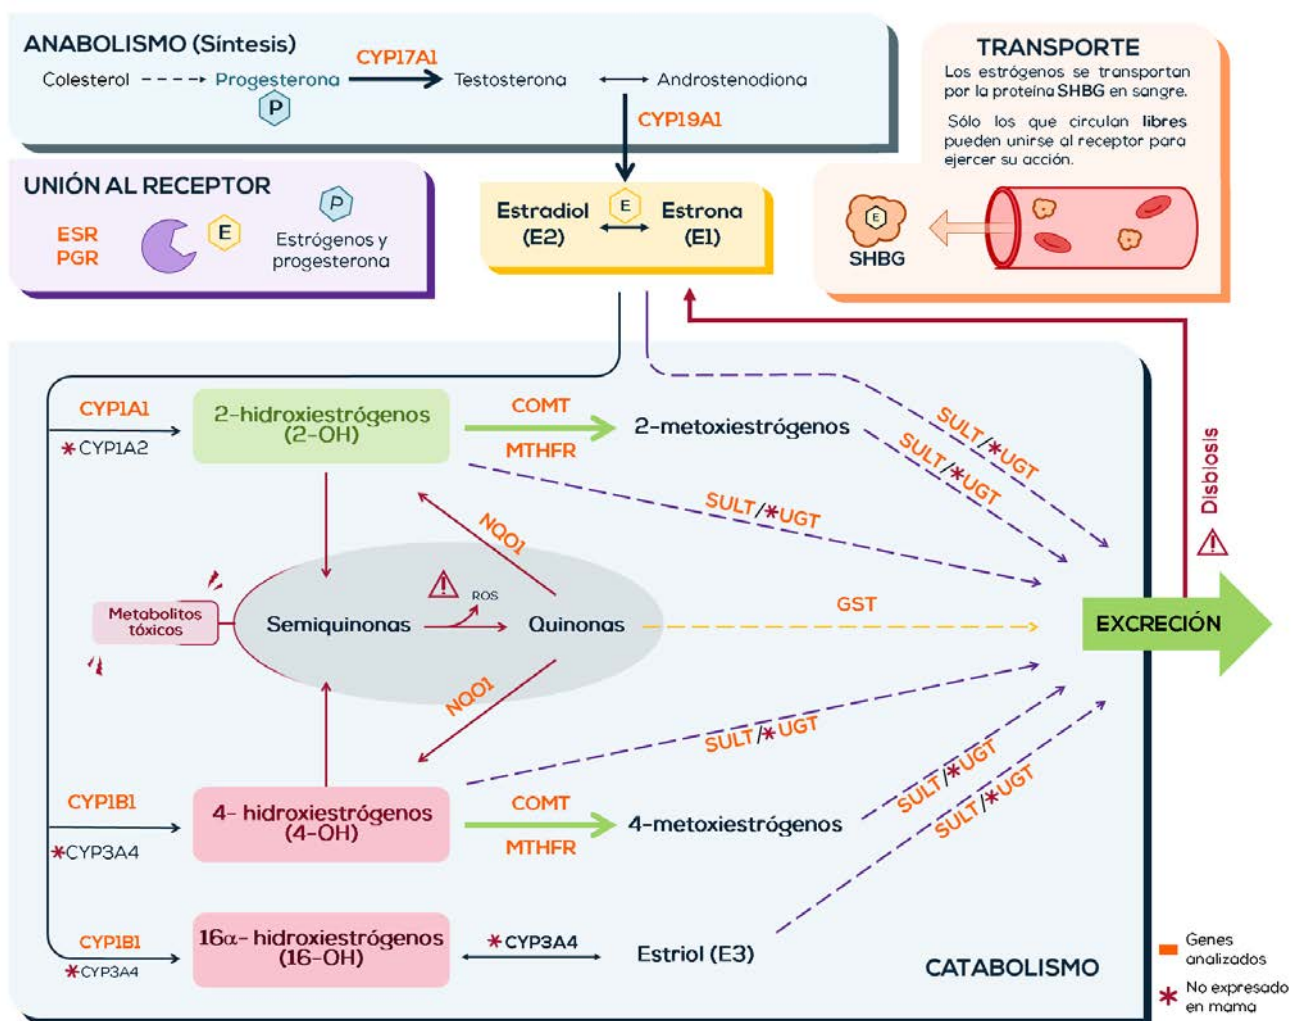 ANABOLISMO (Síntesis)
Colesterol
Progesterona
P
CYP17A1
Testosterona
Androstenodiona
CYP19A1
TRANSPORTE
Los estrógenos se transportan
por la proteína SHBG en sangre.
Sólo los que circulan libres
pueden unirse al receptor para
ejercer su acción.
E
SHBG
UNIÓN AL RECEPTOR
ESR
PGR
E
P
Estrógenos y
progesterona
Estradiol
(E2)
E
Estrona
(E1)
CYP1A1
*CYP1A2
2-hidroxiestrógenos
(2-OH)
COMT
MTHFR
2-metoxiestrógenos
SULT/*UGT
SULT/*UGT
SULT/*UGT
Disbiosis
NQO1
Metabolitos
tóxicos
Semiquinonas
ROS
Quinonas
GST
EXCRECIÓN
NQO1
SULT/*UGT
CYP1B1
*CYP3A4
4- hidroxiestrógenos
(4-OH)
COMT
MTHFR
4-metoxiestrógenos
SULT/*UGT
SULT/*UGT
CYP1B1
*CYP3A4
16α- hidroxiestrógenos
(16-OH)
*CYP3A4
Estriol (E3)
CATABOLISMO
Genes
analizados
* No expresado
en mama